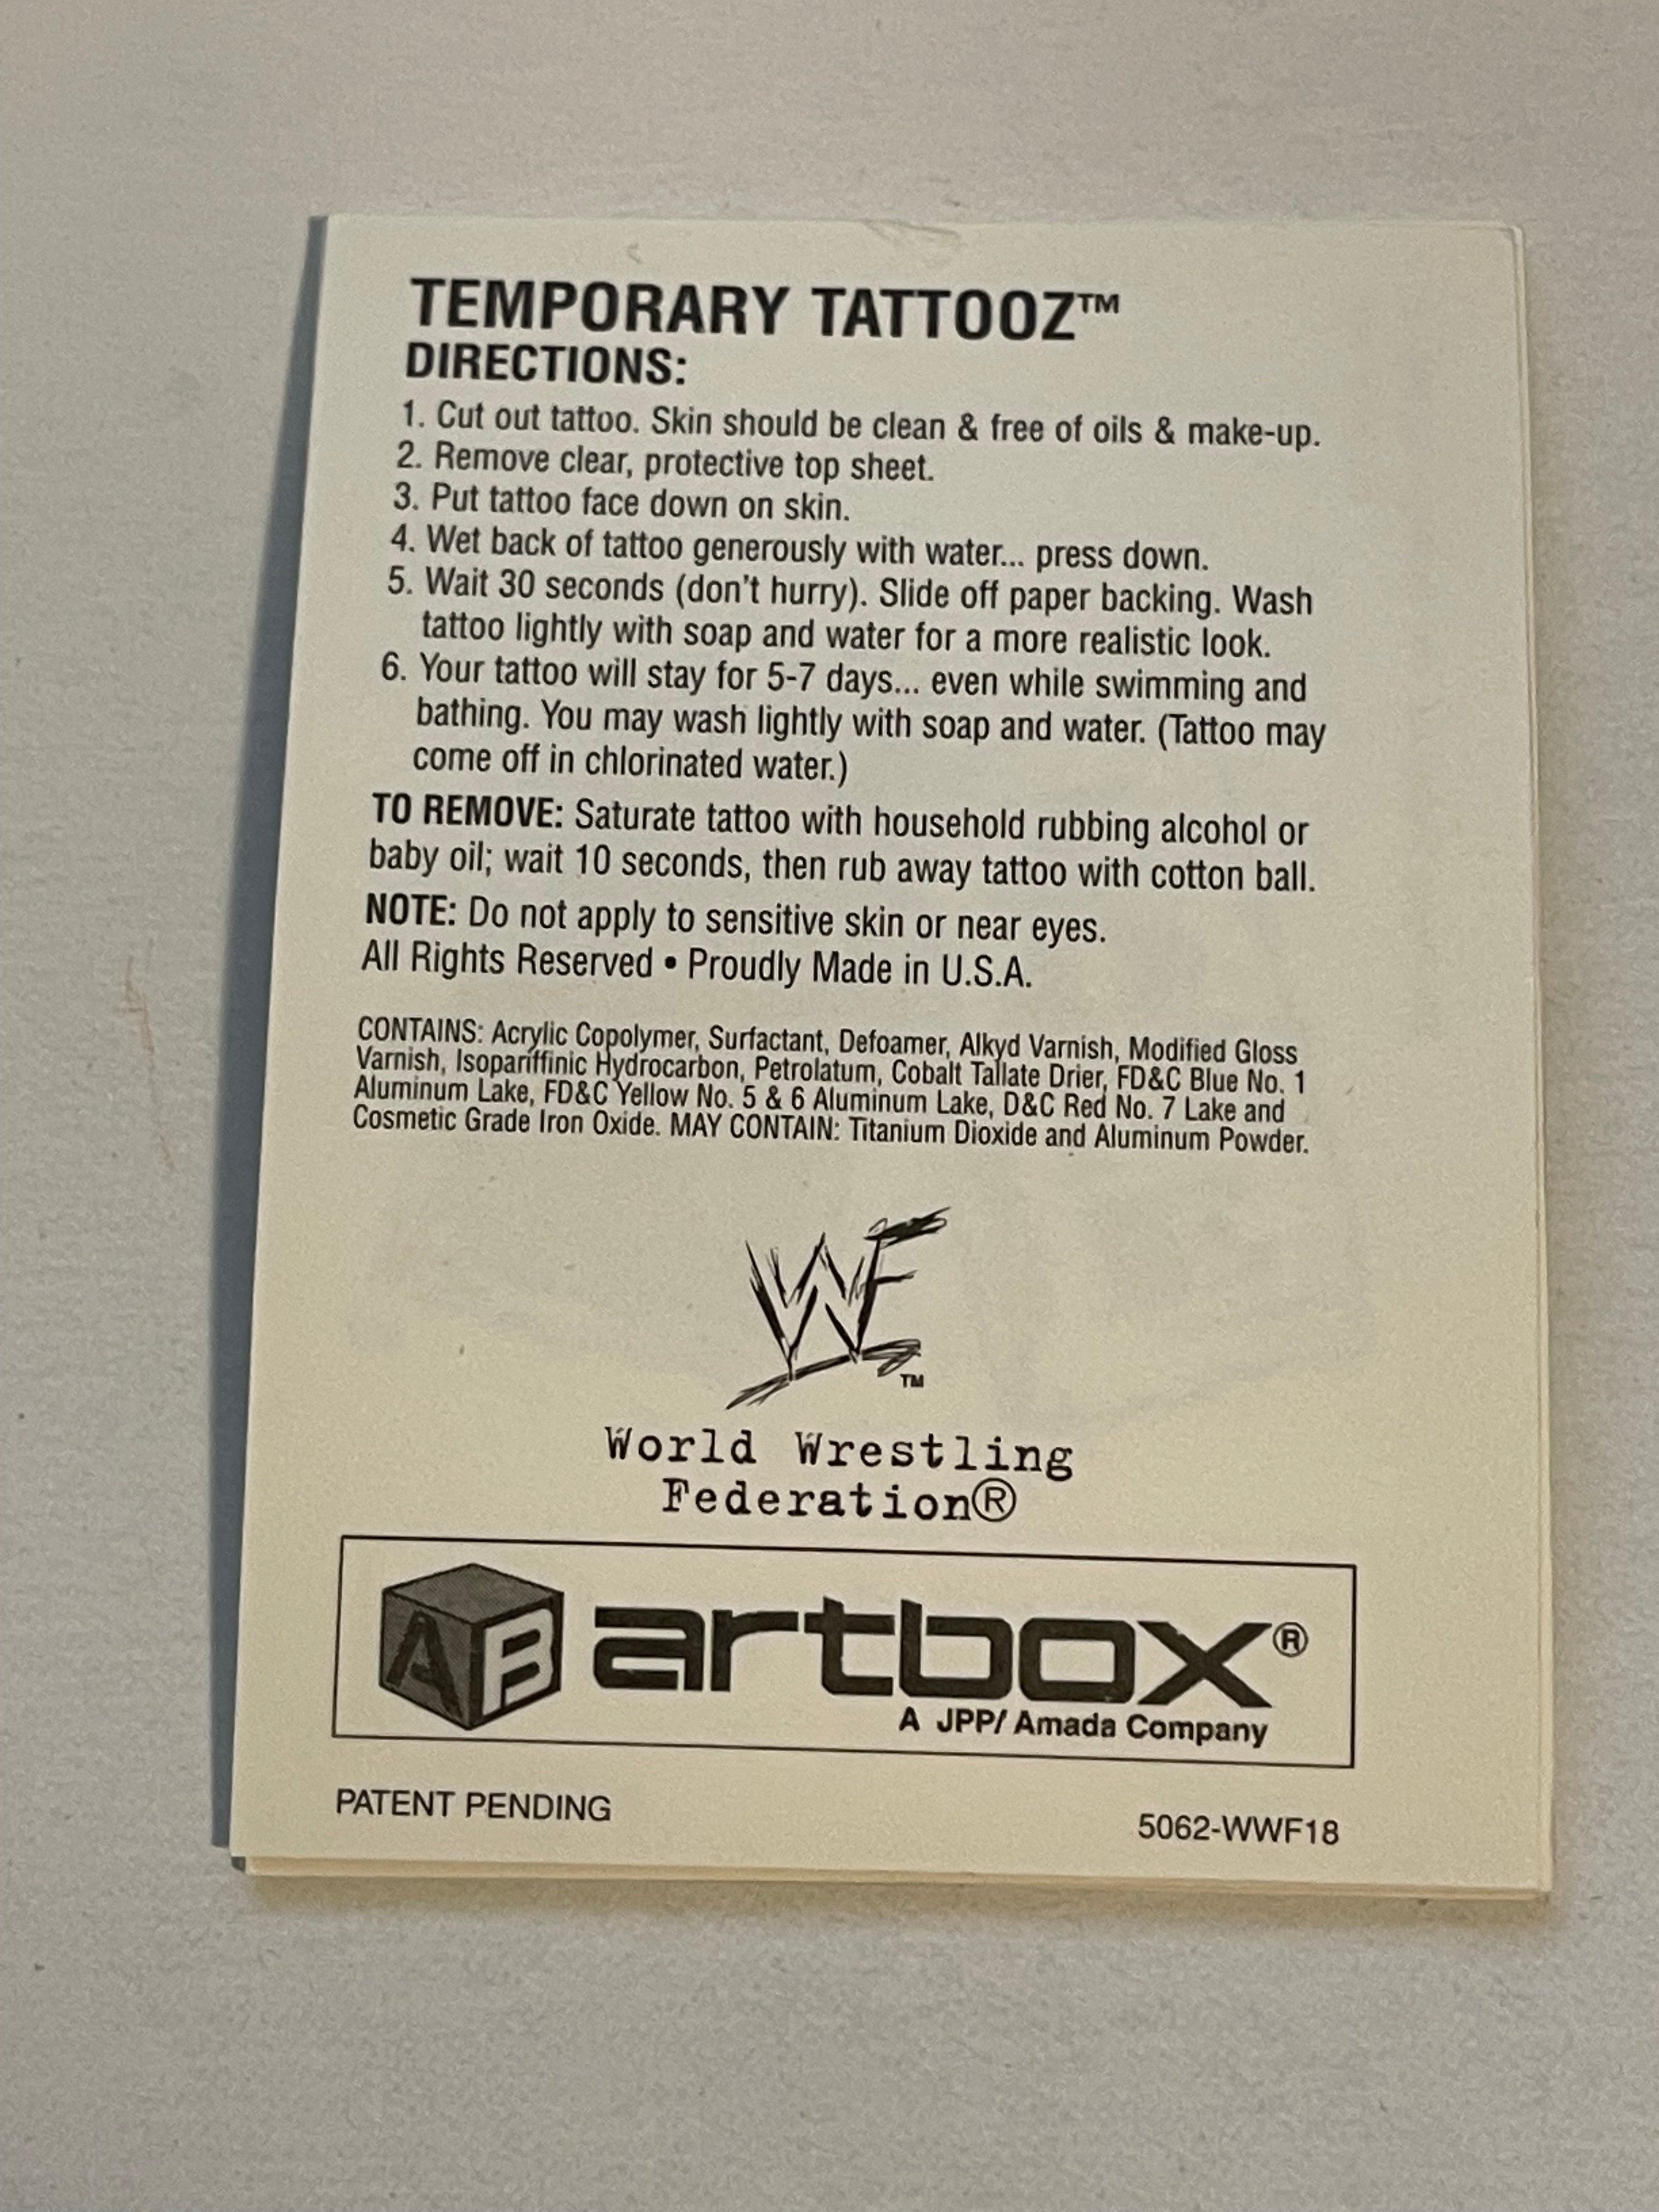 TEMPORARY TATTOOZ™
DIRECTIONS:
1. Cut out tattoo. Skin should be clean & free of oils & make-up.
2. Remove clear, protective top sheet.
3. Put tattoo face down on skin.
4. Wet back of tattoo generously with water... press down.
5. Wait 30 seconds (don't hurry). Slide off paper backing. Wash
tattoo lightly with soap and water for a more realistic look.
6. Your tattoo will stay for 5-7 days... even while swimming and
bathing. You may wash lightly with soap and water. (Tattoo may
come off in chlorinated water.)
TO REMOVE: Saturate tattoo with household rubbing alcohol or
baby oil; wait 10 seconds, then rub away tattoo with cotton ball.
NOTE: Do not apply to sensitive skin or near eyes.
All Rights Reserved • Proudly Made in U.S.A.
CONTAINS: Acrylic Copolymer, Surfactant, Defoamer, Alkyd Varnish, Modified Gloss
Varnish, Isopariffinic Hydrocarbon, Petrolatum, Cobalt Tallate Drier, FD&C Blue No. 1
Aluminum Lake, FD&C Yellow No. 5 & 6 Aluminum Lake, D&C Red No. 7 Lake and
Cosmetic Grade Iron Oxide. MAY CONTAIN: Titanium Dioxide and Aluminum Powder.
WF™
World Wrestling
Federation®
AB artbox®
A JPP/Amada Company
PATENT PENDING
5062-WWF18